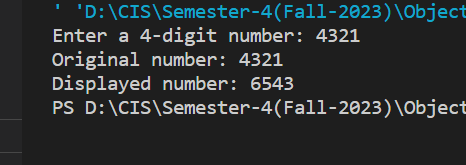 ' 'D:\CIS\Semester-4(Fall-2023)\Object
Enter a 4-digit number: 4321
Original number: 4321
Displayed number: 6543
PS D:\CIS\Semester-4(Fall-2023)\Object